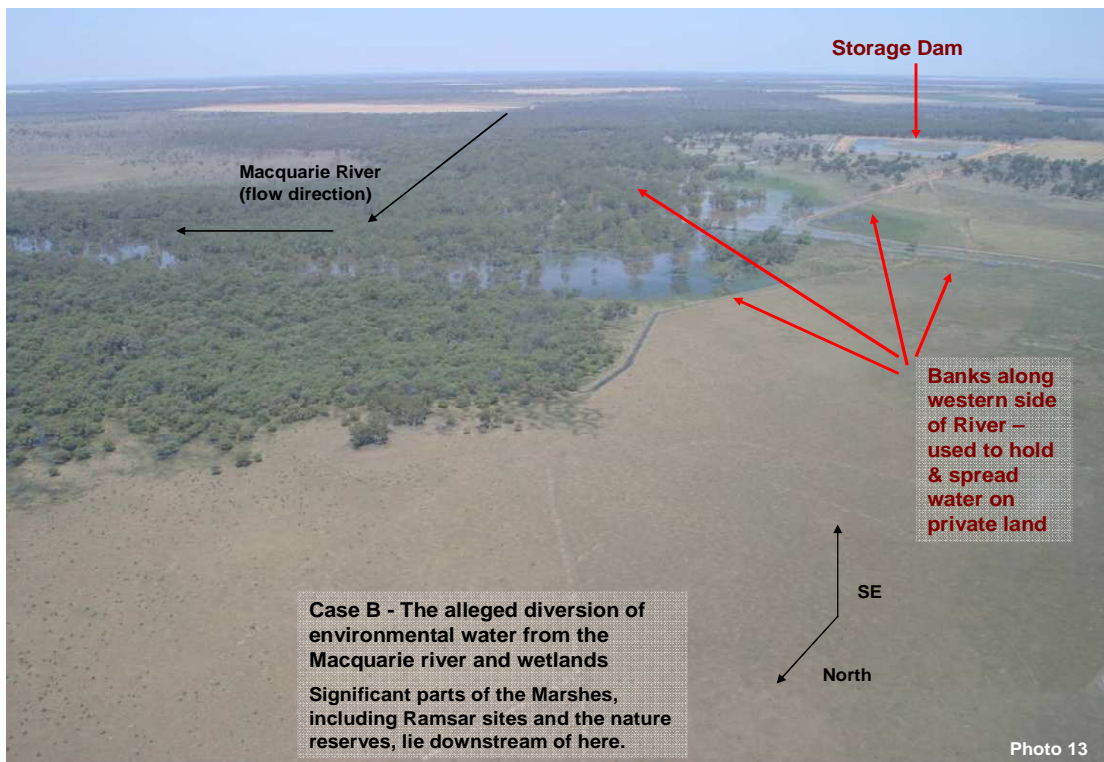 Storage Dam
Macquarie River
(flow direction)
Banks along
western side
of River –
used to hold
& spread
water on
private land
SE
North
Case B - The alleged diversion of
environmental water from the
Macquarie river and wetlands
Significant parts of the Marshes,
including Ramsar sites and the nature
reserves, lie downstream of here.
Photo 13